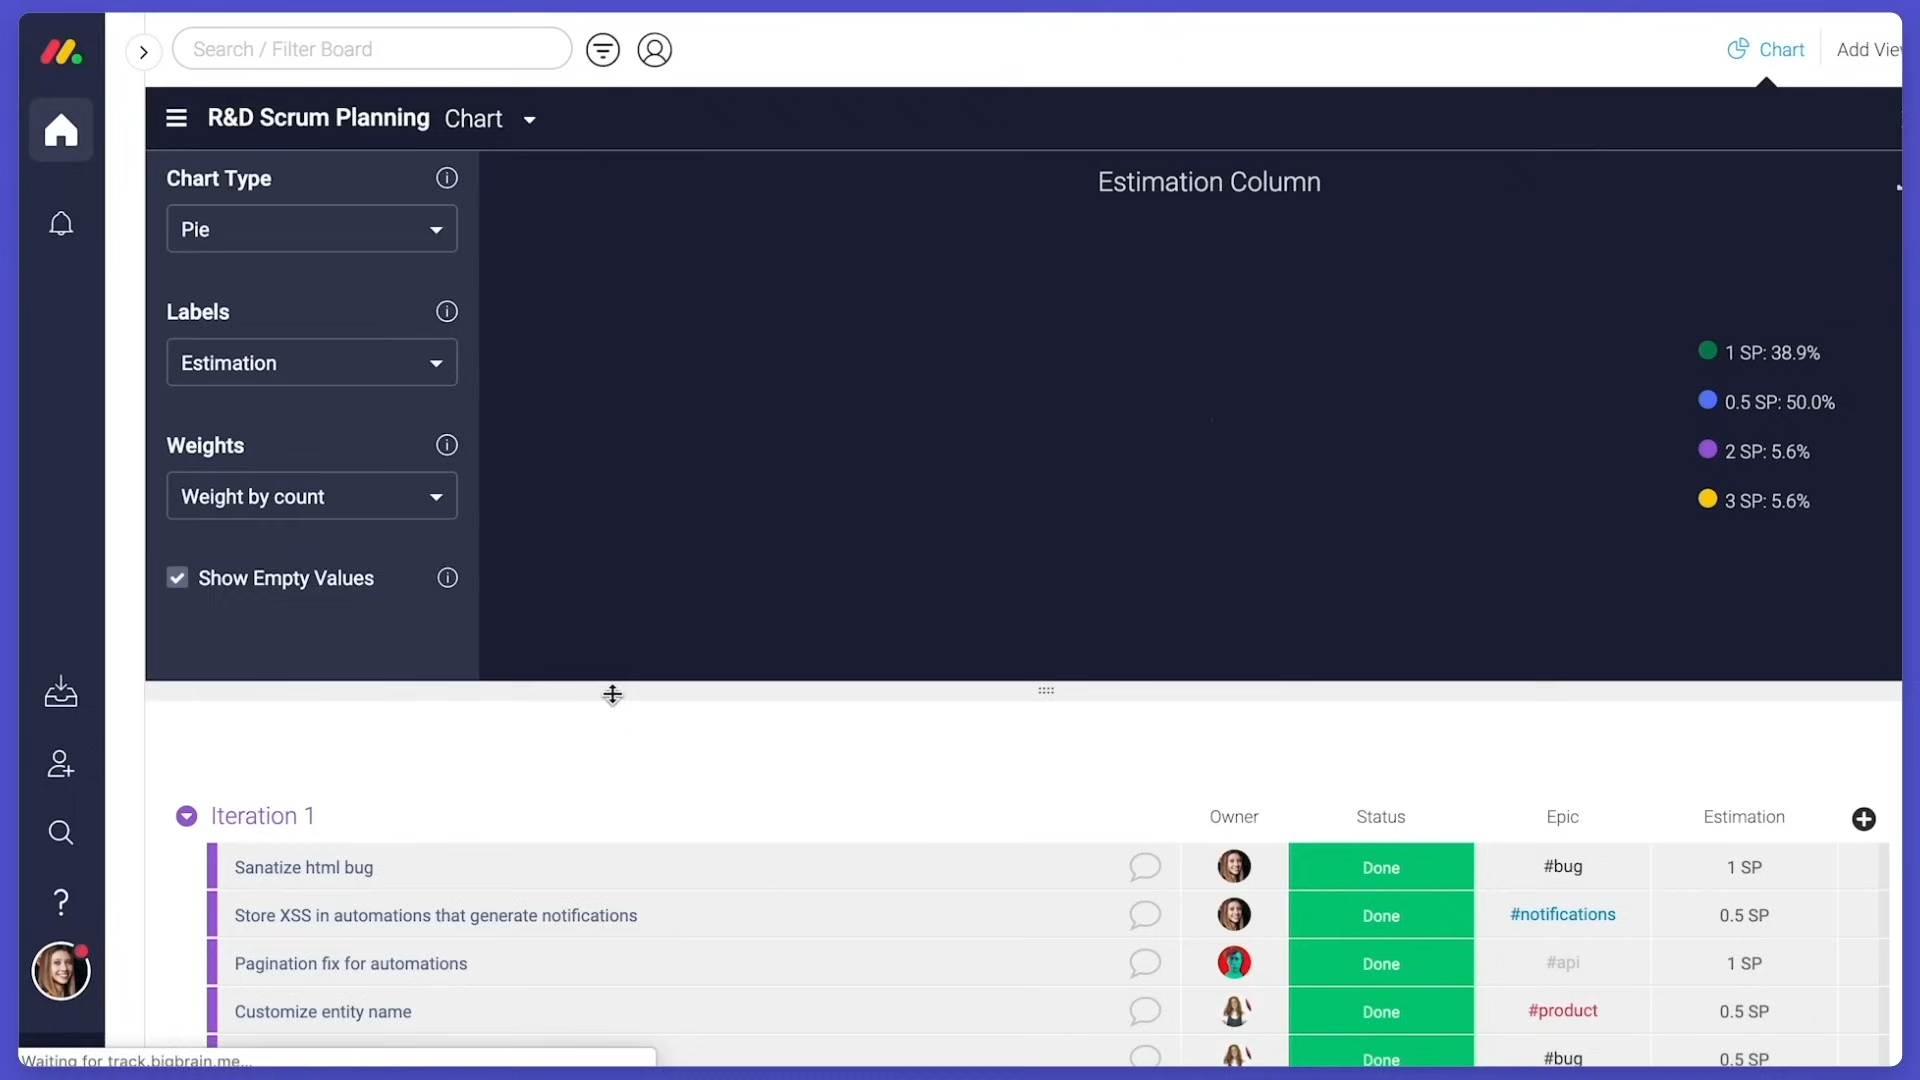 Search / Filter Board
Chart
Add Vie
R&D Scrum Planning Chart
Chart Type
Pie
Labels
Estimation
Weights
Weight by count
Show Empty Values
Estimation Column
1 SP: 38.9%
0.5 SP: 50.0%
2 SP: 5.6%
3 SP: 5.6%
Iteration 1 Owner Status Epic Estimation
Sanatize html bug Done #bug 1 SP
Store XSS in automations that generate notifications Done #notifications 0.5 SP
Pagination fix for automations Done #api 1 SP
Customize entity name Done #product 0.5 SP
Done #bug 0.5 SP
Waiting for track.bigbrain.me...